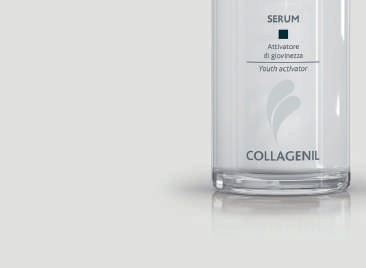 SERUM
Attivatore
di giovinezza
Youth activator
COLLAGENIL